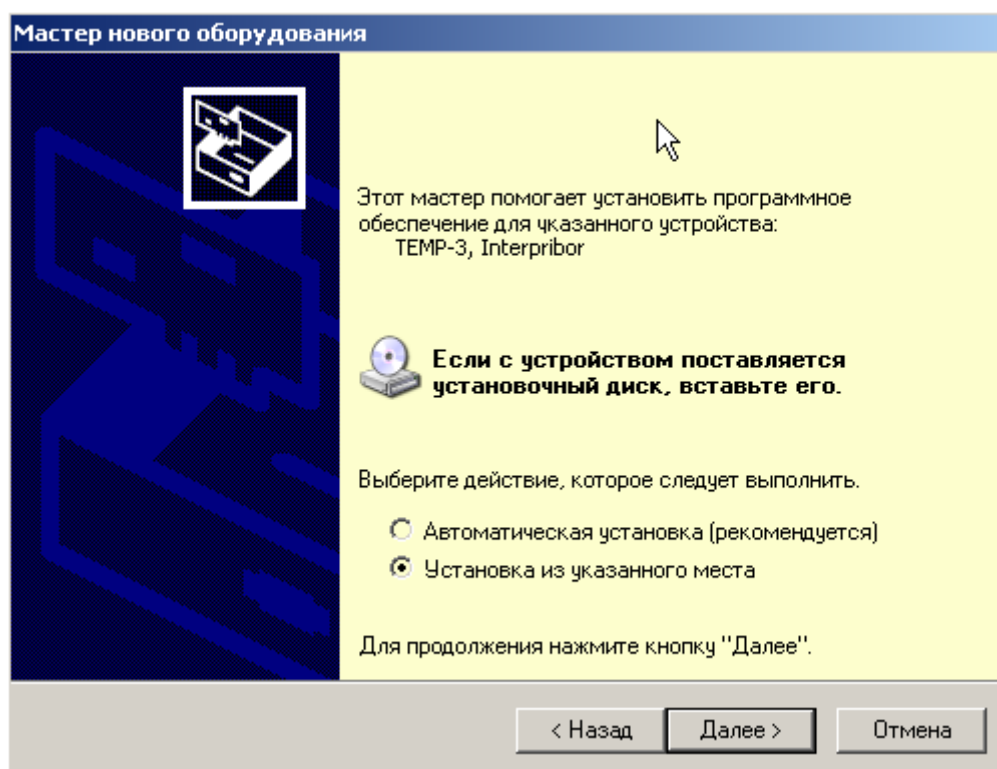 Мастер нового оборудования
Этот мастер помогает установить программное
обеспечение для указанного устройства:
TEMP-3, Interpribor
Если с устройством поставляется
установочный диск, вставьте его.
Выберите действие, которое следует выполнить.
Автоматическая установка (рекомендуется)
Установка из указанного места
Для продолжения нажмите кнопку "Далее".
< Назад
Далее >
Отмена